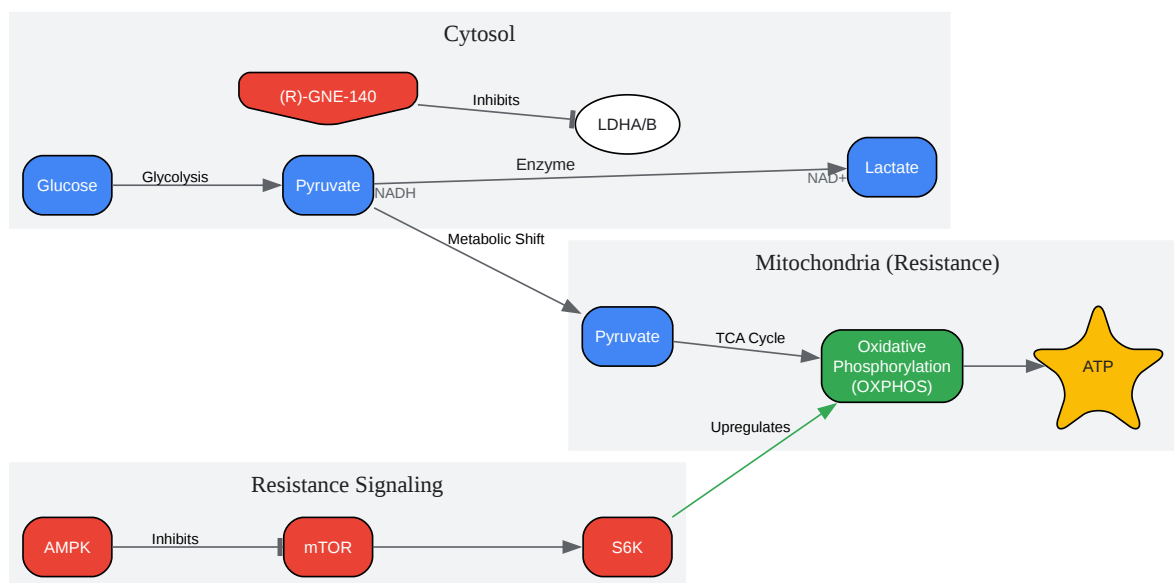 Cytosol
(R)-GNE-140
Inhibits
LDHA/B
Glucose
Glycolysis
Pyruvate
NADH
Enzyme
NAD+
Lactate
Metabolic Shift
Mitochondria (Resistance)
Pyruvate
TCA Cycle
Oxidative
Phosphorylation
(OXPHOS)
ATP
Upregulates
Resistance Signaling
AMPK
Inhibits
mTOR
S6K